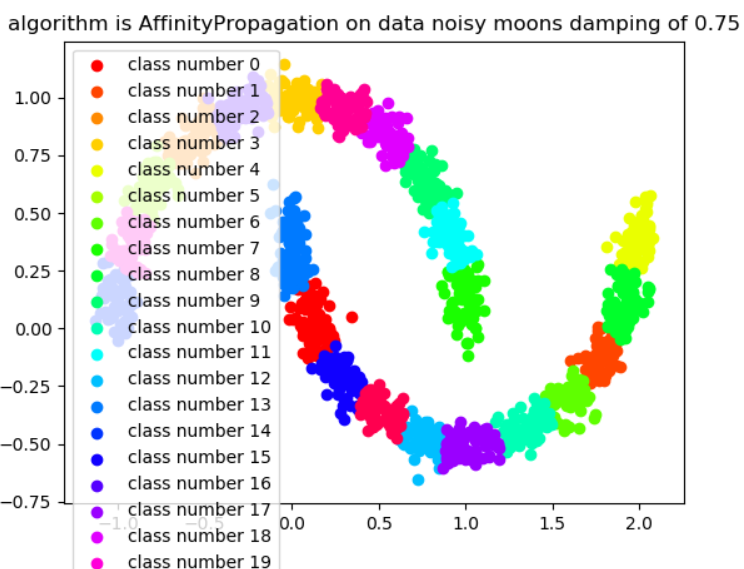 algorithm is AffinityPropagation on data noisy moons damping of 0.75
class number 0
class number 1
class number 2
class number 3
class number 4
class number 5
class number 6
class number 7
class number 8
class number 9
class number 10
class number 11
class number 12
class number 13
class number 14
class number 15
class number 16
class number 17
class number 18
class number 19
1.00
0.75
0.50
0.25
0.00
−0.25
−0.50
−0.75
−1.0 −0.5 0.0 0.5 1.0 1.5 2.0